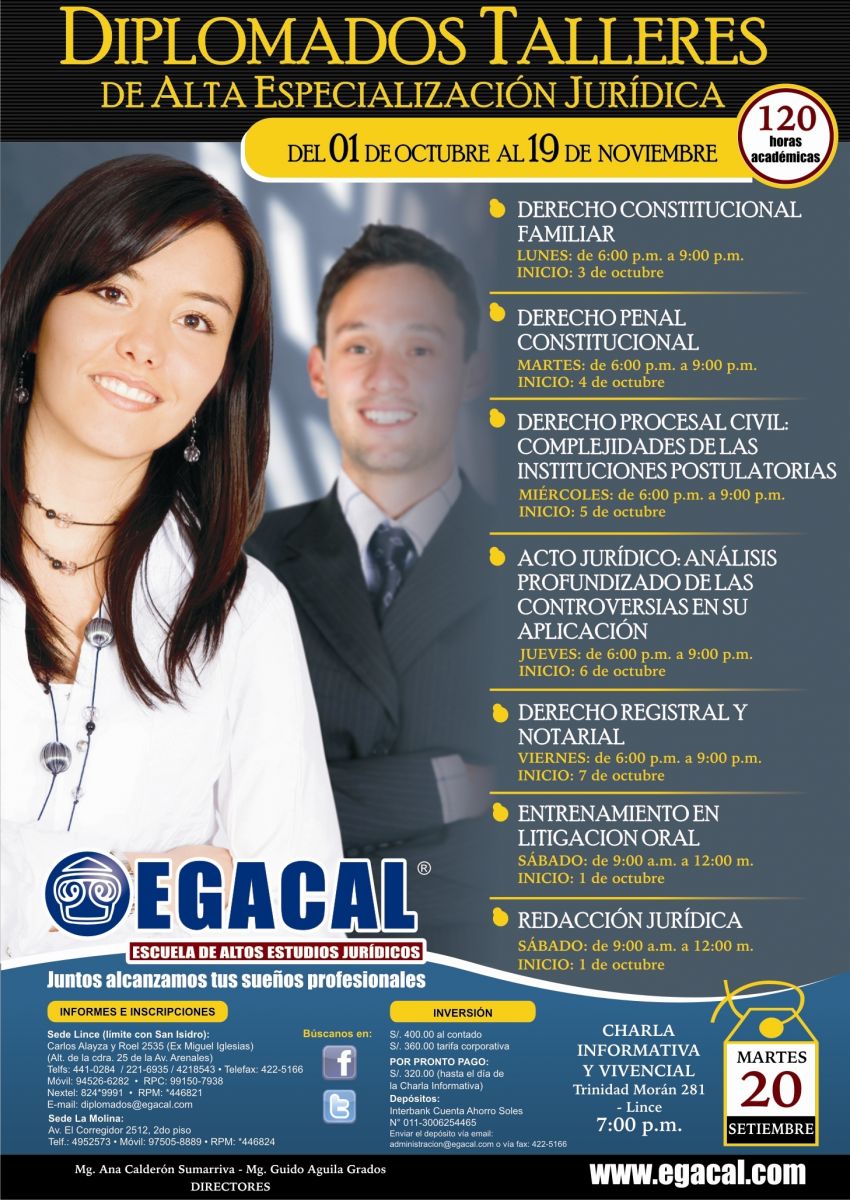 DIPLOMADOS TALLERES
DE ALTA ESPECIALIZACIÓN JURÍDICA
DEL 01 DE OCTUBRE AL 19 DE NOVIEMBRE
120
horas
académicas
DERECHO CONSTITUCIONAL
FAMILIAR
LUNES: de 6:00 p.m. a 9:00 p.m.
INICIO: 3 de octubre
DERECHO PENAL
CONSTITUCIONAL
MARTES: de 6:00 p.m. a 9:00 p.m.
INICIO: 4 de octubre
DERECHO PROCESAL CIVIL:
COMPLEJIDADES DE LAS
INSTITUCIONES POSTULATORIAS
MIÉRCOLES: de 6:00 p.m. a 9:00 p.m.
INICIO: 5 de octubre
ACTO JURÍDICO: ANÁLISIS
PROFUNDIZADO DE LAS
CONTROVERSIAS EN SU
APLICACIÓN
JUEVES: de 6:00 p.m. a 9:00 p.m.
INICIO: 6 de octubre
DERECHO REGISTRAL Y
NOTARIAL
VIERNES: de 6:00 p.m. a 9:00 p.m.
INICIO: 7 de octubre
ENTRENAMIENTO EN
LITIGACION ORAL
SÁBADO: de 9:00 a.m. a 12:00 m.
INICIO: 1 de octubre
REDACCIÓN JURÍDICA
SÁBADO: de 9:00 a.m. a 12:00 m.
INICIO: 1 de octubre
EGACAL®
ESCUELA DE ALTOS ESTUDIOS JURÍDICOS
Juntos alcanzamos tus sueños profesionales
INFORMES E INSCRIPCIONES
Sede Lince (límite con San Isidro):
Carlos Alayza y Roel 2535 (Ex Miguel Iglesias)
(Alt. de la cdra. 25 de la Av. Arenales)
Telfs: 441-0284 / 221-6935 / 4218543 • Telefax: 422-5166
Móvil: 94526-6282 • RPC: 99150-7938
Nextel: 824*9991 • RPM: *446821
E-mail: diplomados@egacal.com
Sede La Molina:
Av. El Corregidor 2512, 2do piso
Telf.: 4952573 • Móvil: 97505-8889 • RPM: *446824
Búscanos en:
f
t
INVERSIÓN
S/. 400.00 al contado
S/. 360.00 tarifa corporativa
POR PRONTO PAGO:
S/. 320.00 (hasta el día de
la Charla Informativa)
Depósitos:
Interbank Cuenta Ahorro Soles
N° 011-3006254465
Enviar el depósito vía email:
administracion@egacal.com o vía fax: 422-5166
CHARLA
INFORMATIVA
Y VIVENCIAL
Trinidad Morán 281
- Lince
7:00 p.m.
MARTES
20
SETIEMBRE
Mg. Ana Calderón Sumarriva - Mg. Guido Aguila Grados
DIRECTORES
www.egacal.com